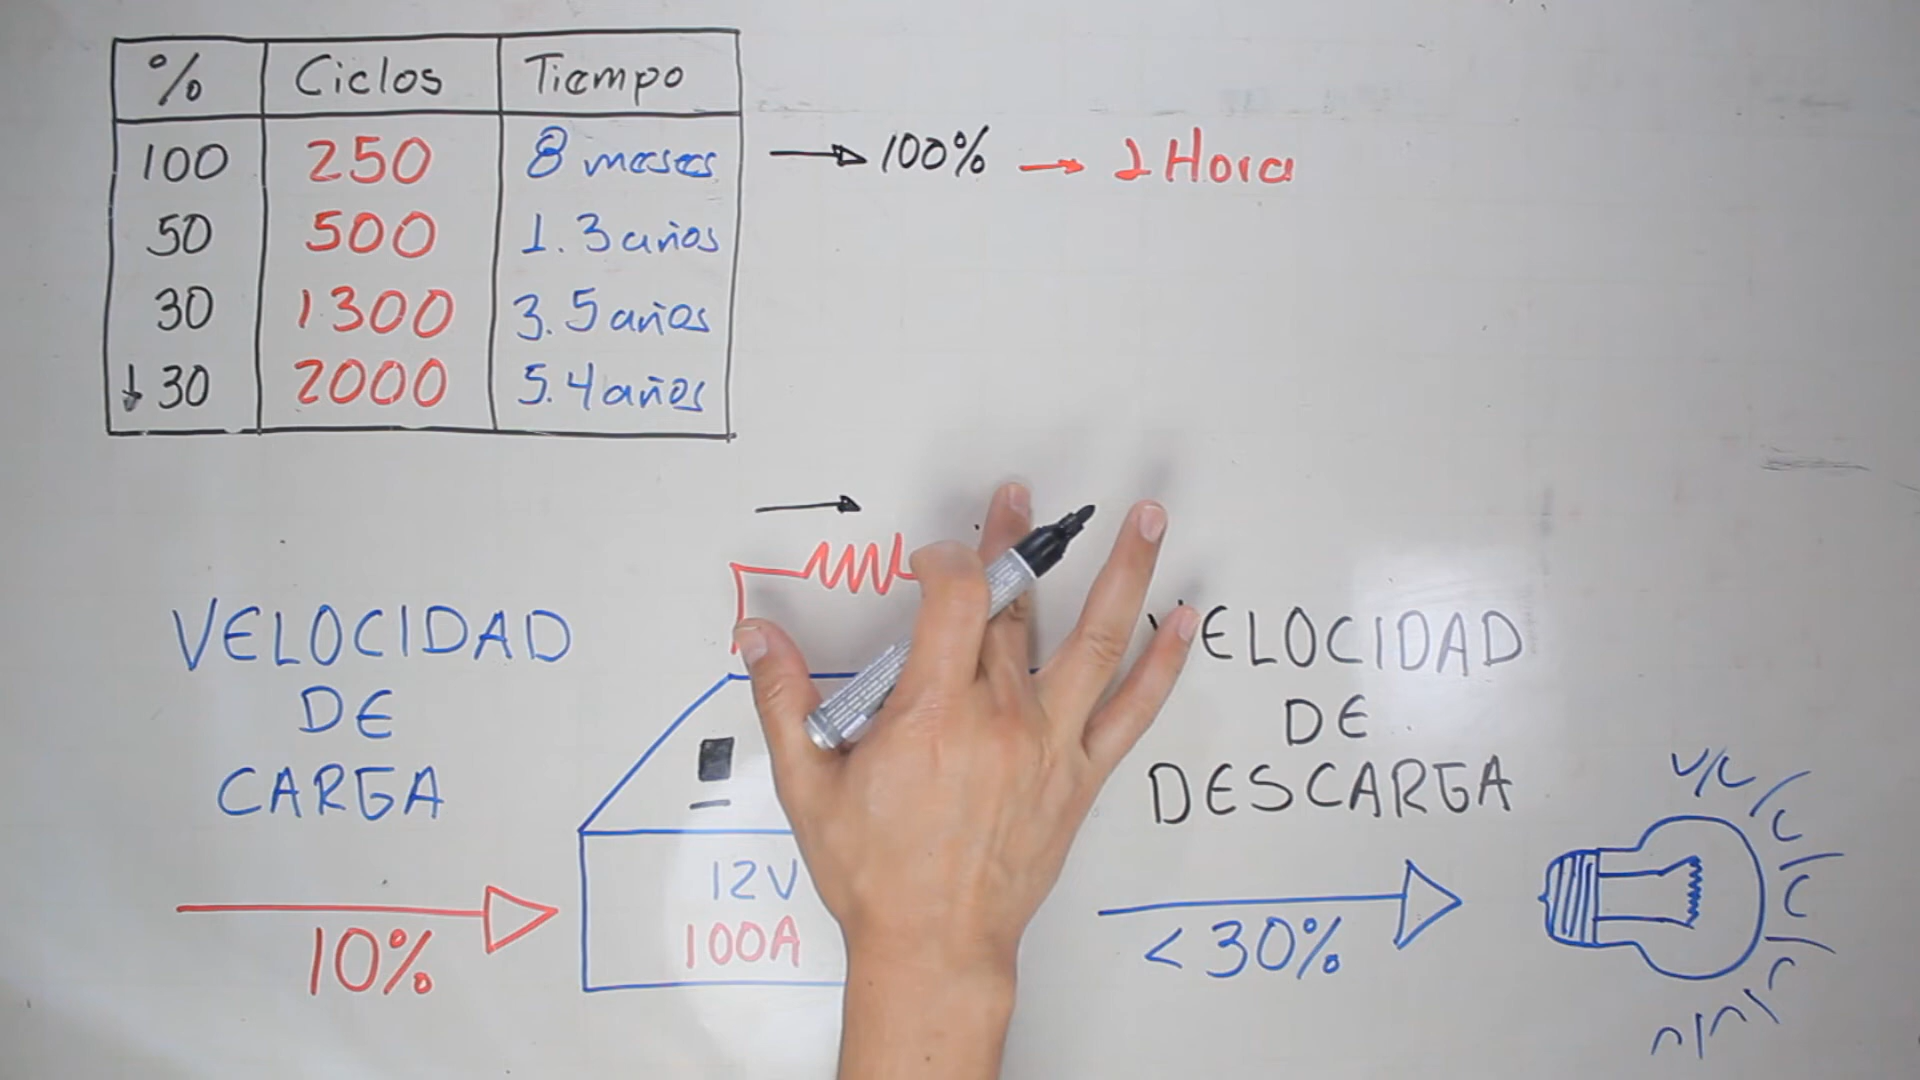 % Ciclos Tiempo
100 250 8 meses → 100% → 1 Hora
50 500 1.3 años
30 1300 3.5 años
↓30 2000 5.4 años
VELOCIDAD
DE
CARGA
10%
12V
100A
VELOCIDAD
DE
DESCARGA
<30%